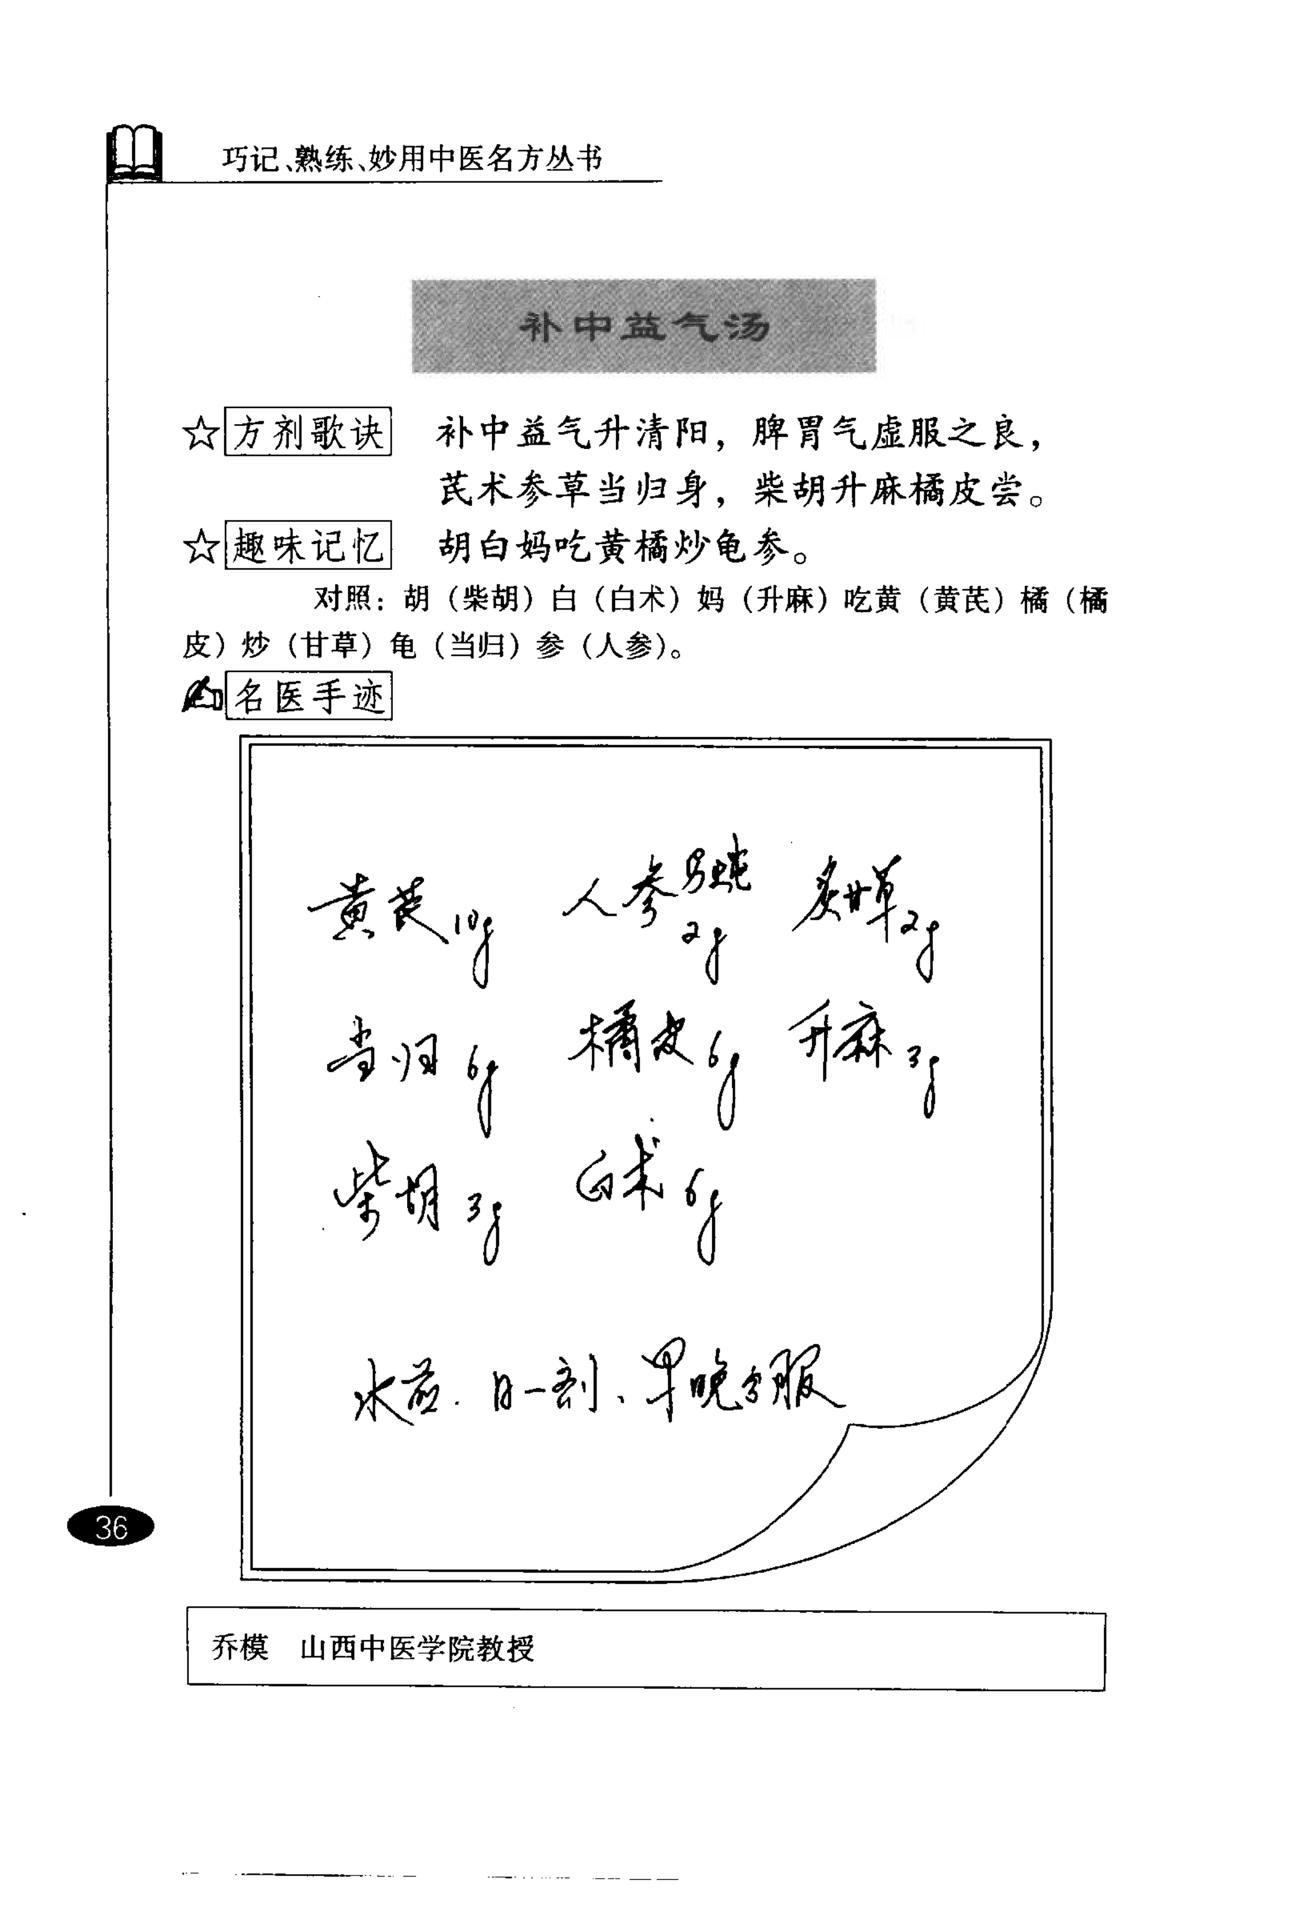 巧记、熟练、妙用中医名方丛书
补中益气汤
☆方剂歌诀 补中益气升清阳，脾胃气虚服之良，
芪术参草当归身，柴胡升麻橘皮尝。
☆趣味记忆 胡白妈吃黄橘炒龟参。
对照：胡（柴胡）白（白术）妈（升麻）吃黄（黄芪）橘（橘
皮）炒（甘草）龟（当归）参（人参）。
名医手迹
黄芪10g 人参另炖2g 炙甘草2g
当归6g 橘皮6g 升麻3g
柴胡3g 白术6g
水煎.日一剂、早晚分服
36
乔模 山西中医学院教授